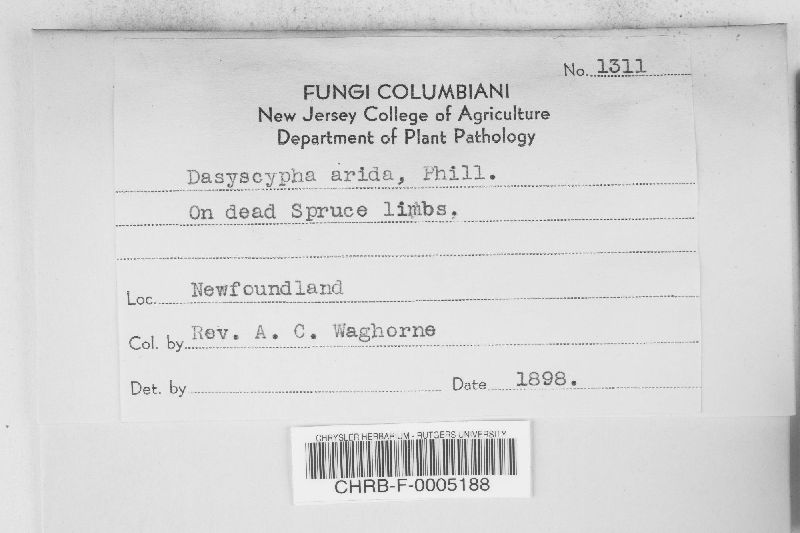 No. 1311
FUNGI COLUMBIANI
New Jersey College of Agriculture
Department of Plant Pathology
Dasyscypha arida, Phill.
On dead Spruce limbs.
Loc. Newfoundland
Col. by Rev. A. C. Waghorne
Det. by
Date 1898.
CHRYSLER HERBARIUM - RUTGERS UNIVERSITY
CHRB-F-0005188